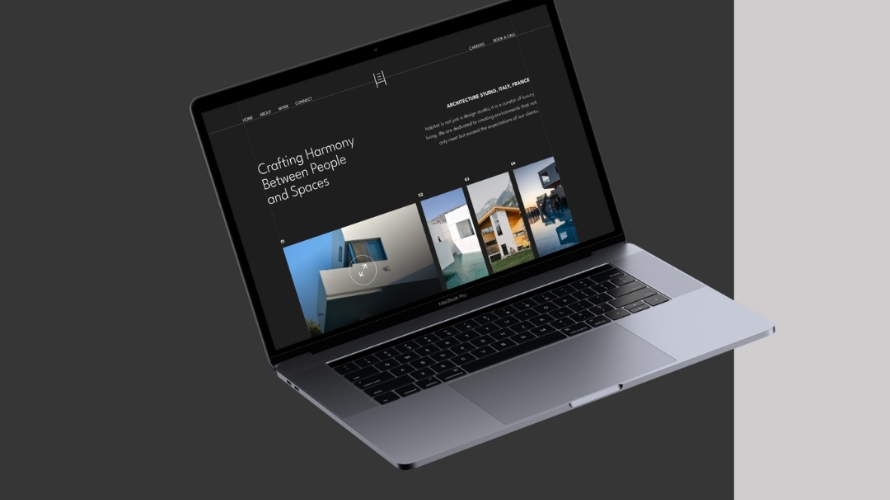 HOME ABOUT WORK CONNECT
CAREERS BOOK A CALL
ARCHITECTURE STUDIO, ITALY, FRANCE
Habitat is not just a design studio; it is a curator of luxury
living. We are dedicated to creating environments that not
only meet but exceed the expectations of our clients.
Crafting Harmony
Between People
and Spaces
01
02
03
04
MacBook Pro